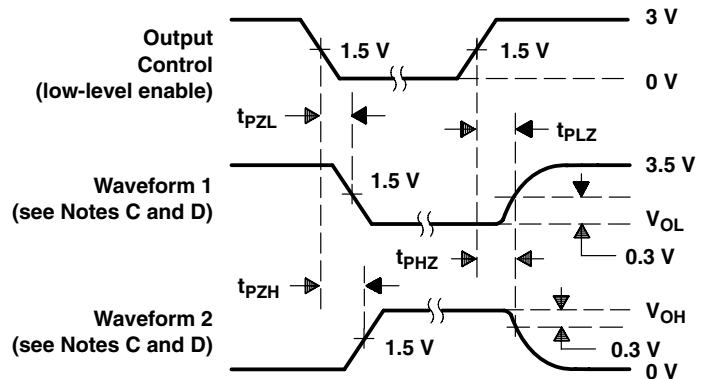 Output
Control
(low-level enable)
1.5 V
1.5 V
3 V
0 V
tPZL
tPLZ
Waveform 1
(see Notes C and D)
1.5 V
3.5 V
VOL
0.3 V
tPZH
tPHZ
Waveform 2
(see Notes C and D)
1.5 V
VOH
0.3 V
0 V